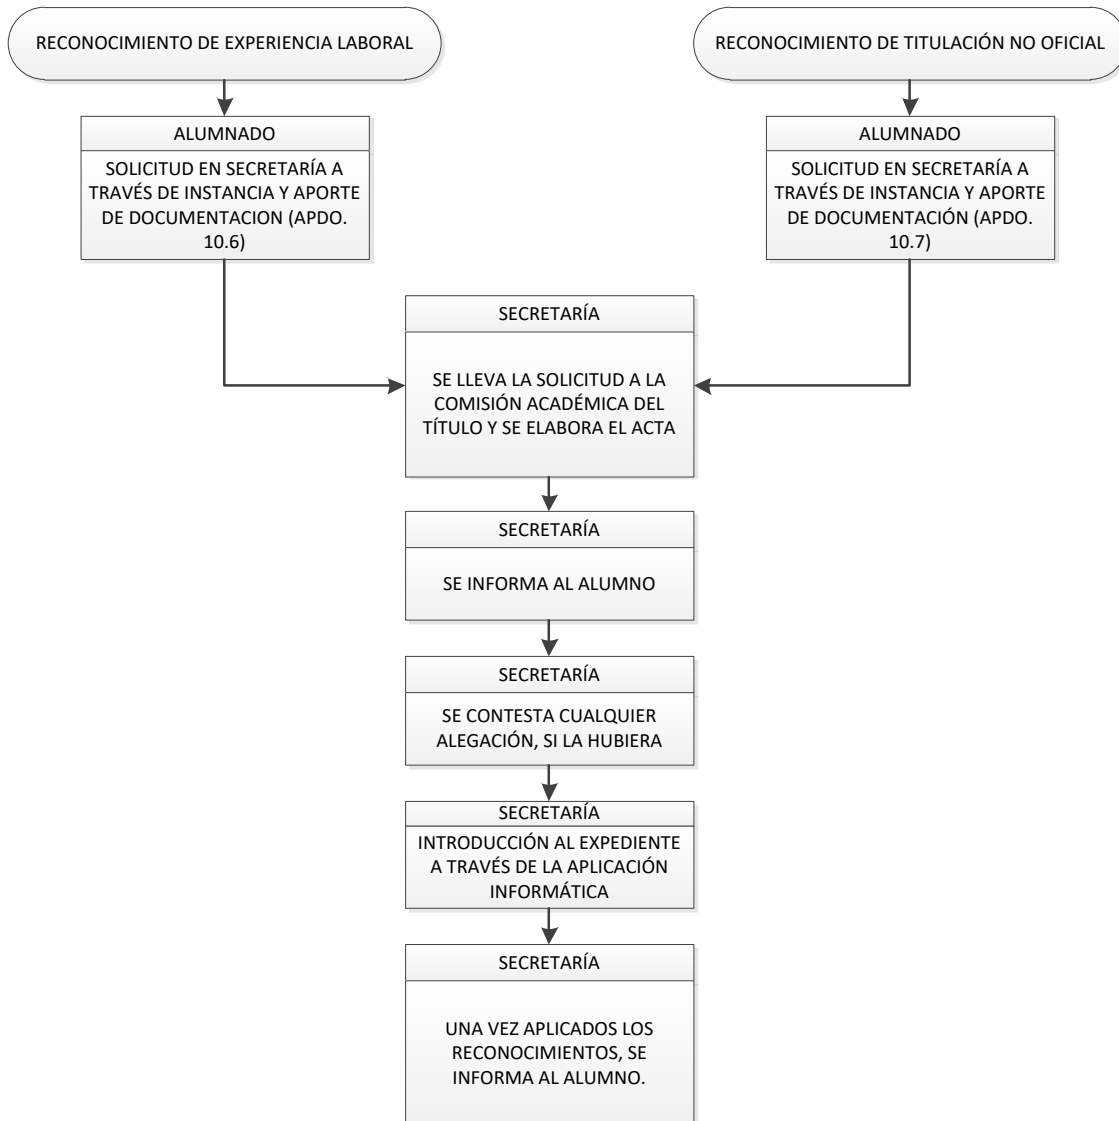 RECONOCIMIENTO DE EXPERIENCIA LABORAL
RECONOCIMIENTO DE TITULACIÓN NO OFICIAL
ALUMNADO
SOLICITUD EN SECRETARÍA A
TRAVÉS DE INSTANCIA Y APORTE
DE DOCUMENTACION (APDO.
10.6)
ALUMNADO
SOLICITUD EN SECRETARÍA A
TRAVÉS DE INSTANCIA Y APORTE
DE DOCUMENTACIÓN (APDO.
10.7)
SECRETARÍA
SE LLEVA LA SOLICITUD A LA
COMISIÓN ACADÉMICA DEL
TÍTULO Y SE ELABORA EL ACTA
SECRETARÍA
SE INFORMA AL ALUMNO
SECRETARÍA
SE CONTESTA CUALQUIER
ALEGACIÓN, SI LA HUBIERA
SECRETARÍA
INTRODUCCIÓN AL EXPEDIENTE
A TRAVÉS DE LA APLICACIÓN
INFORMÁTICA
SECRETARÍA
UNA VEZ APLICADOS LOS
RECONOCIMIENTOS, SE
INFORMA AL ALUMNO.